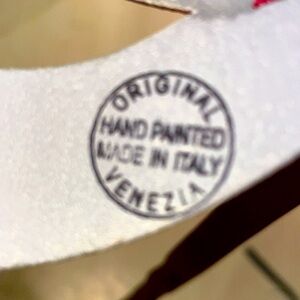 ORIGINAL
HAND PAINTED
MADE IN ITALY
VENEZIA